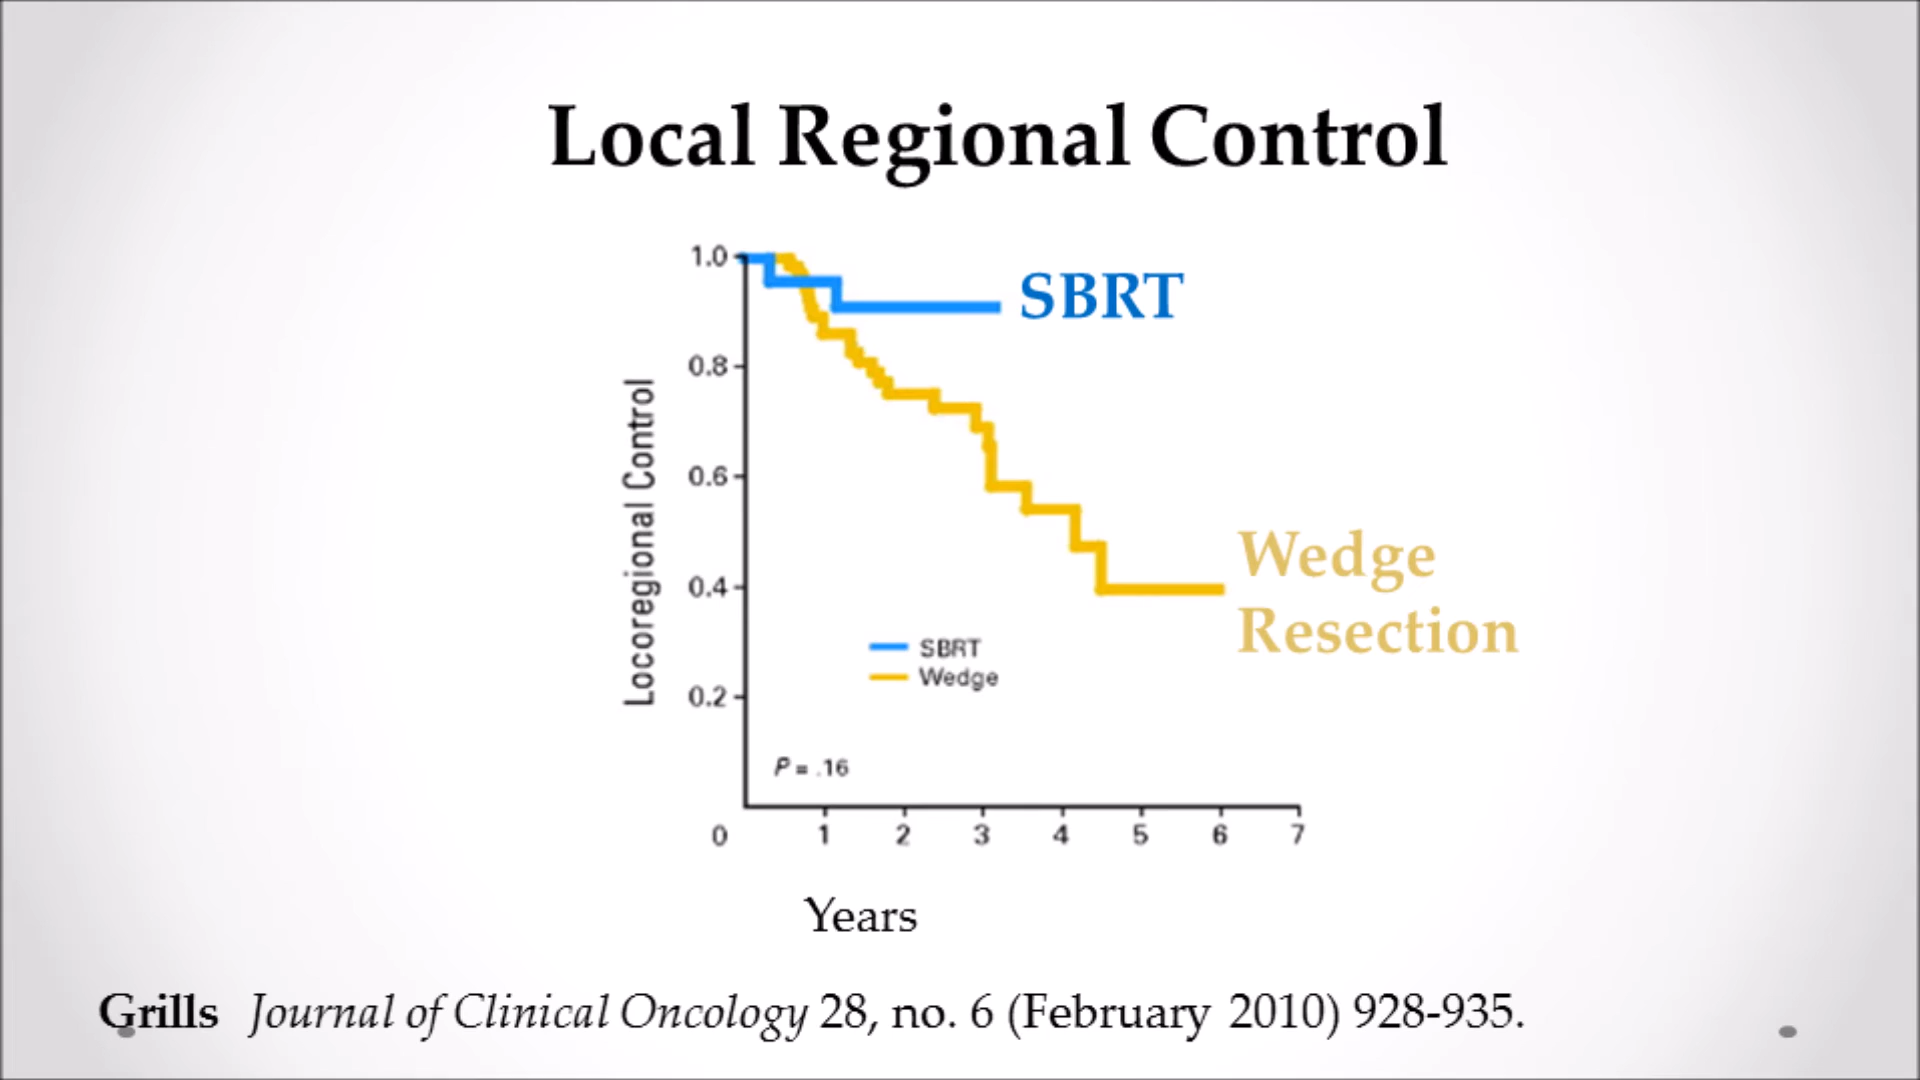 Local Regional Control
1.0
0.8
0.6
0.4
0.2
Locoregional Control
SBRT
Wedge
Resection
SBRT
Wedge
P = .16
0 1 2 3 4 5 6 7
Years
Grills Journal of Clinical Oncology 28, no. 6 (February 2010) 928-935.